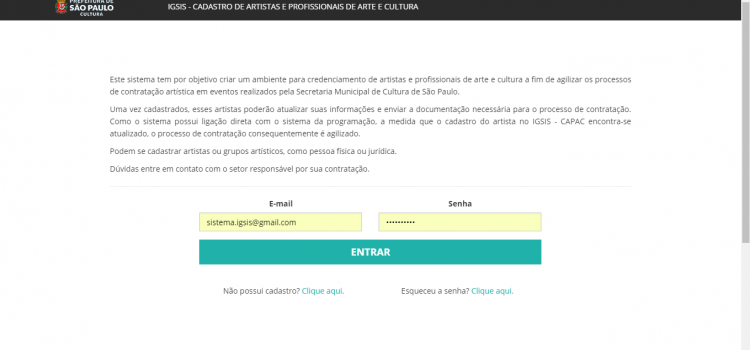 PREFEITURA DE
SÃO PAULO
CULTURA
IGSIS - CADASTRO DE ARTISTAS E PROFISSIONAIS DE ARTE E CULTURA
Este sistema tem por objetivo criar um ambiente para credenciamento de artistas e profissionais de arte e cultura a fim de agilizar os processos
de contratação artística em eventos realizados pela Secretaria Municipal de Cultura de São Paulo.
Uma vez cadastrados, esses artistas poderão atualizar suas informações e enviar a documentação necessária para o processo de contratação.
Como o sistema possui ligação direta com o sistema da programação, a medida que o cadastro do artista no IGSIS - CAPAC encontra-se
atualizado, o processo de contratação consequentemente é agilizado.
Podem se cadastrar artistas ou grupos artísticos, como pessoa física ou jurídica.
Dúvidas entre em contato com o setor responsável por sua contratação.
E-mail Senha
sistema.igsis@gmail.com ••••••••••
ENTRAR
Não possui cadastro? Clique aqui. Esqueceu a senha? Clique aqui.